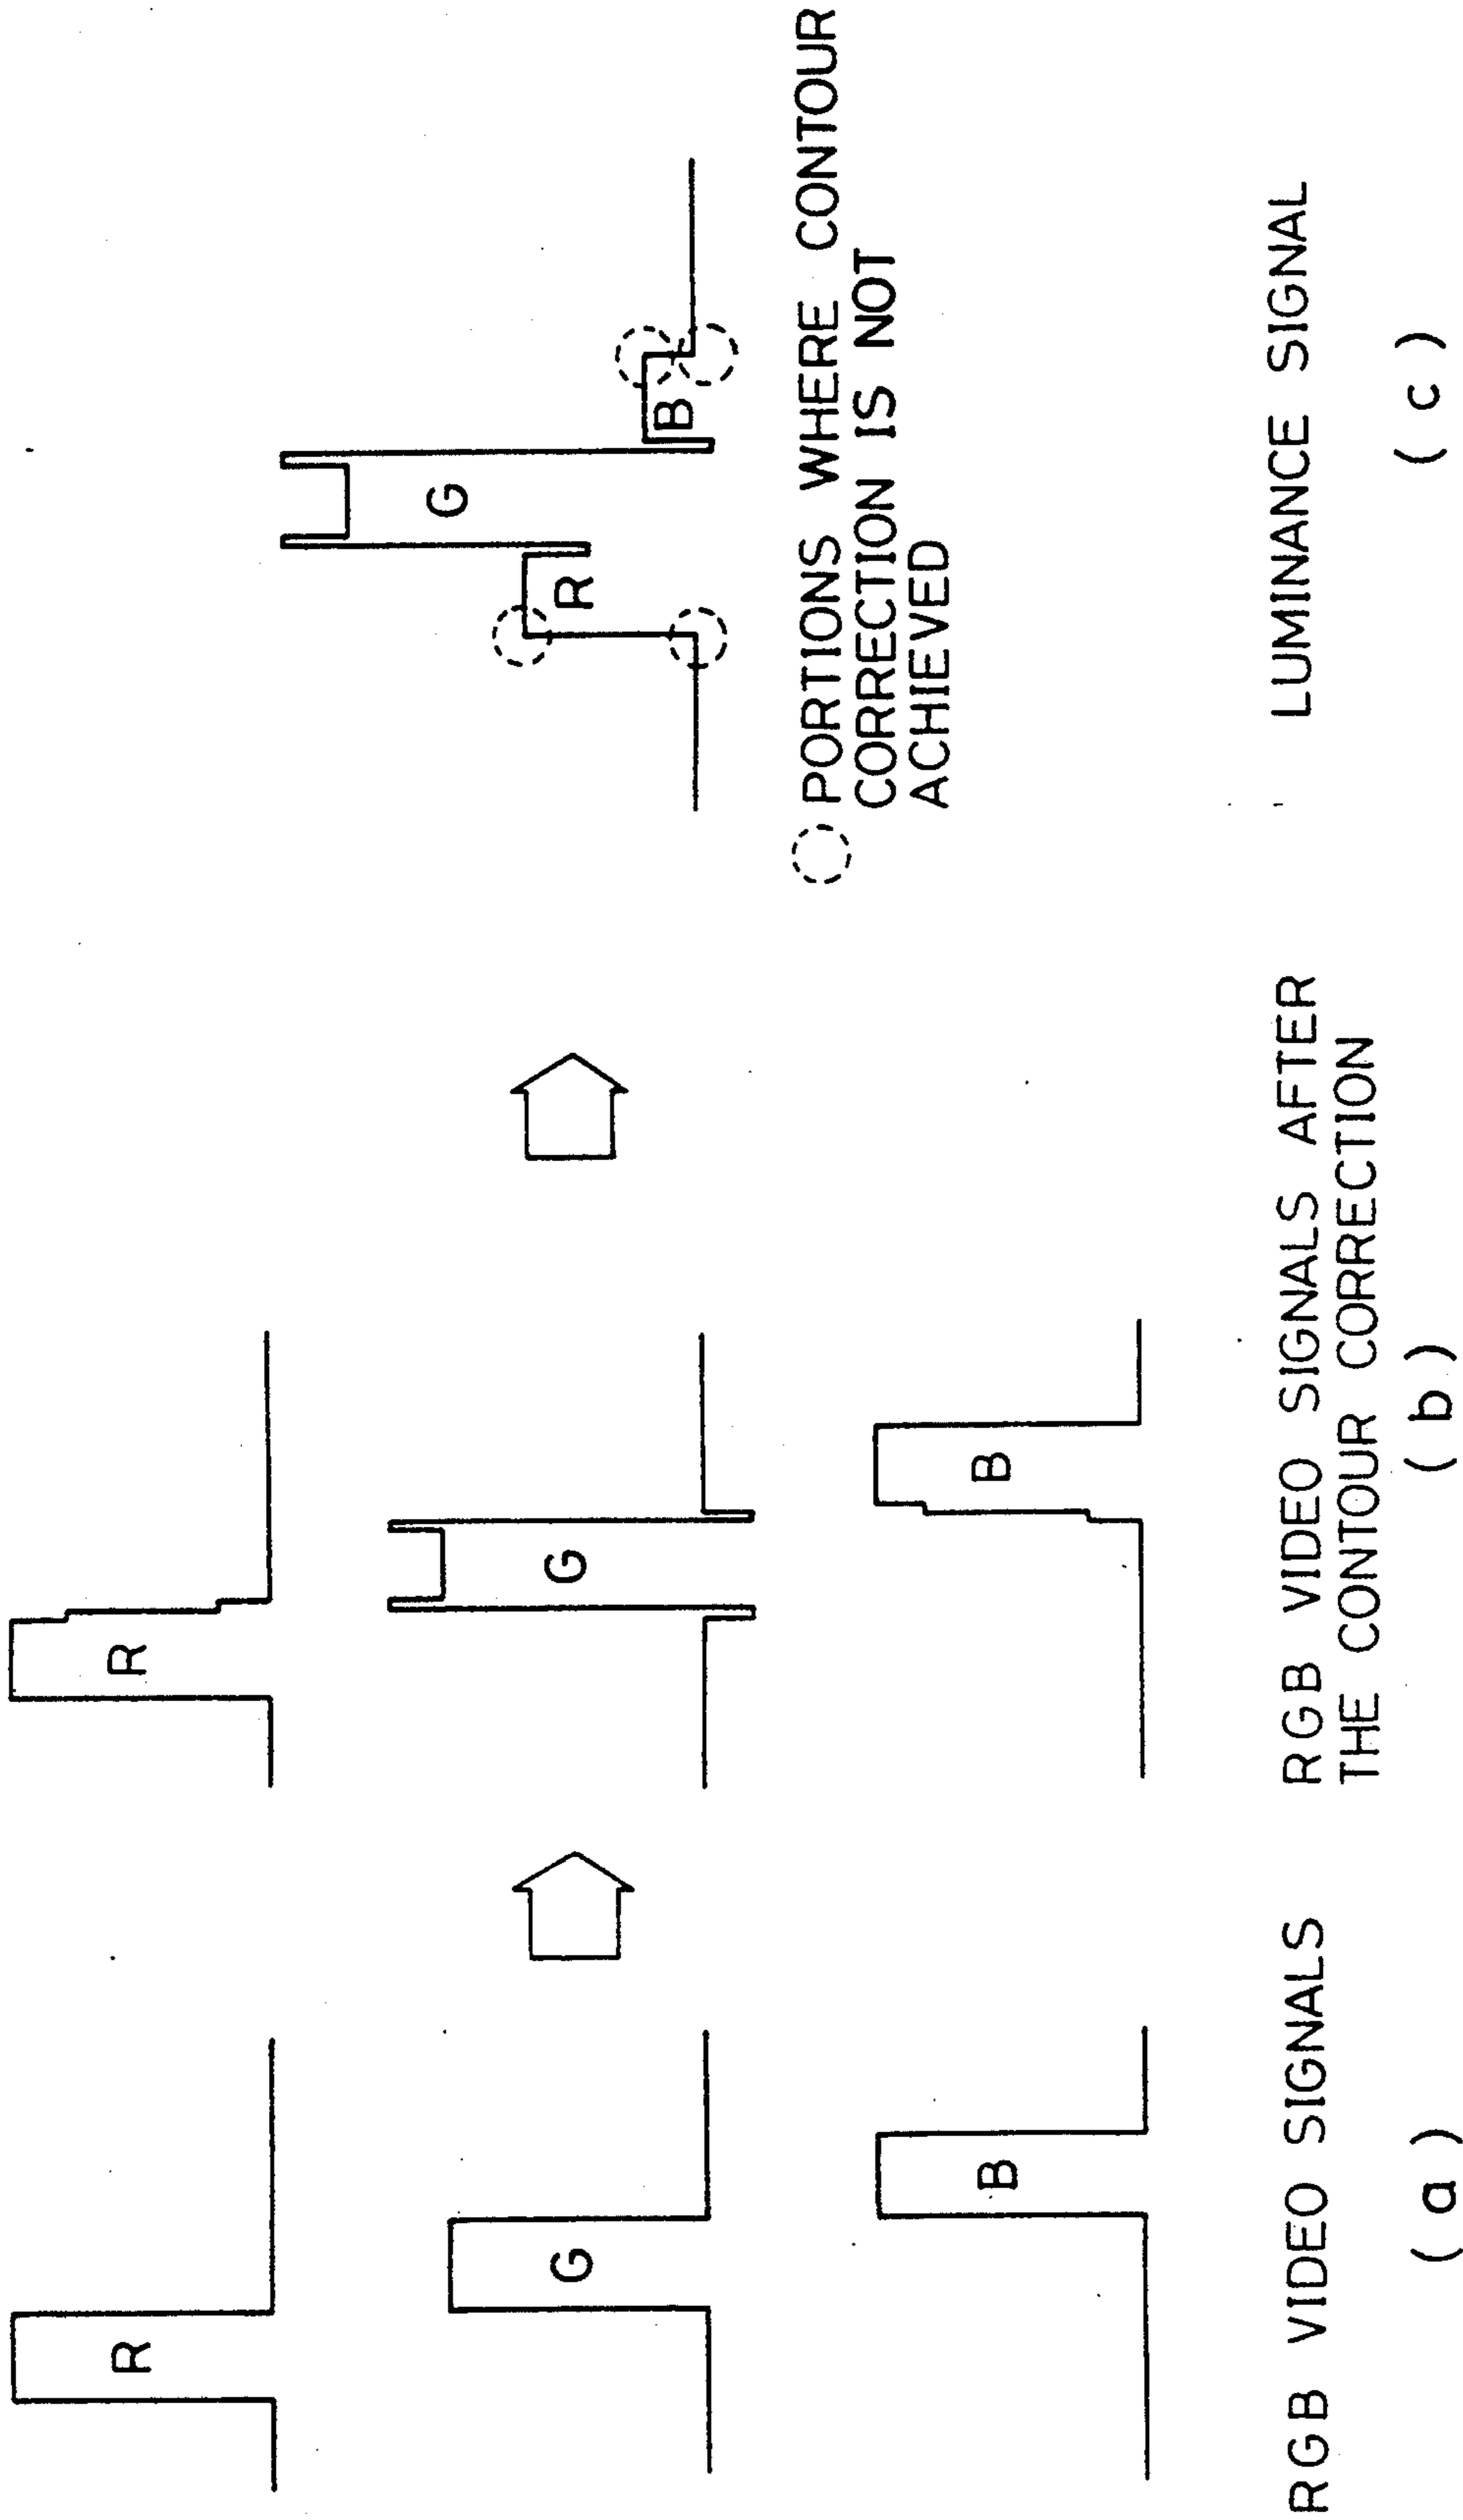 R
G
B
RGB VIDEO SIGNALS
(a)
R
G
B
RGB VIDEO SIGNALS AFTER
THE CONTOUR CORRECTION
(b)
G
R
B
PORTIONS WHERE CONTOUR
CORRECTION IS NOT
ACHIEVED
LUMINANCE SIGNAL
(c)